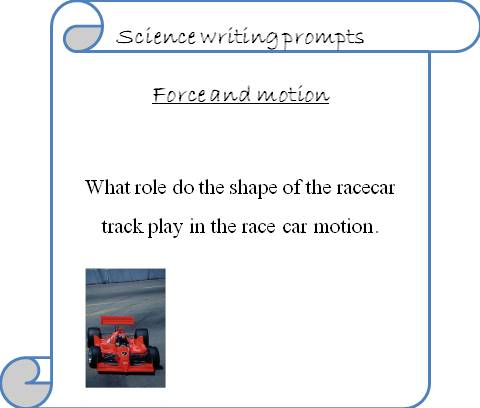 Science writing prompts
Force and motion
What role do the shape of the racecar
track play in the race car motion.